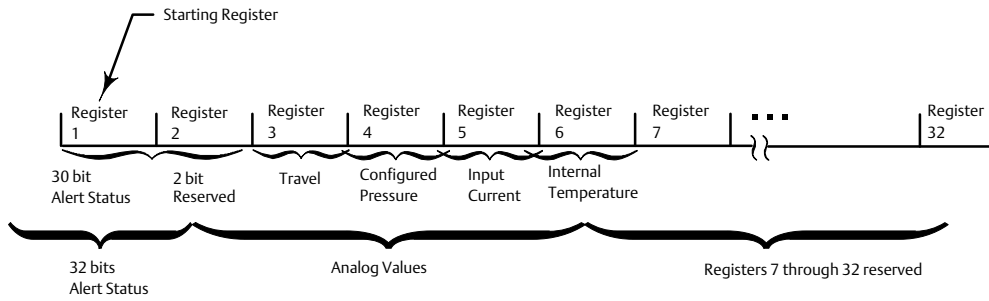 Starting Register
Register
1
Register
2
Register
3
Register
4
Register
5
Register
6
Register
7
Register
32
30 bit
Alert Status
2 bit
Reserved
Travel
Configured
Pressure
Input
Current
Internal
Temperature
32 bits
Alert Status
Analog Values
Registers 7 through 32 reserved